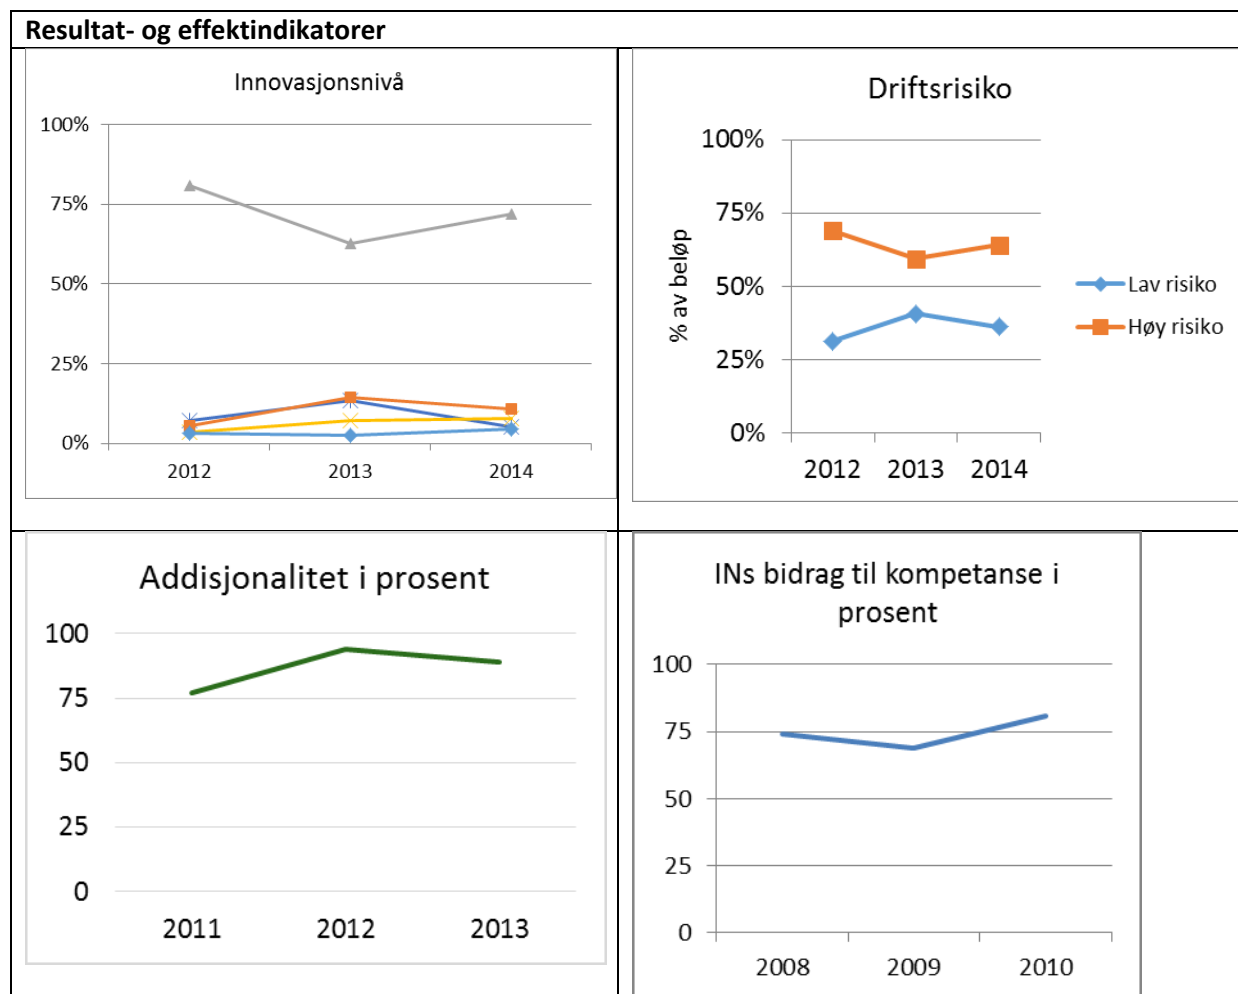 Resultat- og effektindikatorer
Innovasjonsnivå
100%
75%
50%
25%
0%
2012 2013 2014
Driftsrisiko
% av beløp
100%
75%
50%
25%
0%
2012 2013 2014
Lav risiko
Høy risiko
Addisjonalitet i prosent
100
75
50
25
0
2011 2012 2013
INs bidrag til kompetanse i
prosent
100
75
50
25
0
2008 2009 2010